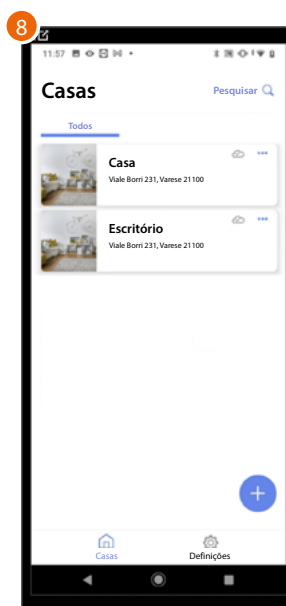 8
11:57
Casas
Pesquisar
Todos
Casa
Viale Borri 231, Varese 21100
Escritório
Viale Borri 231, Varese 21100
Casas
Definições